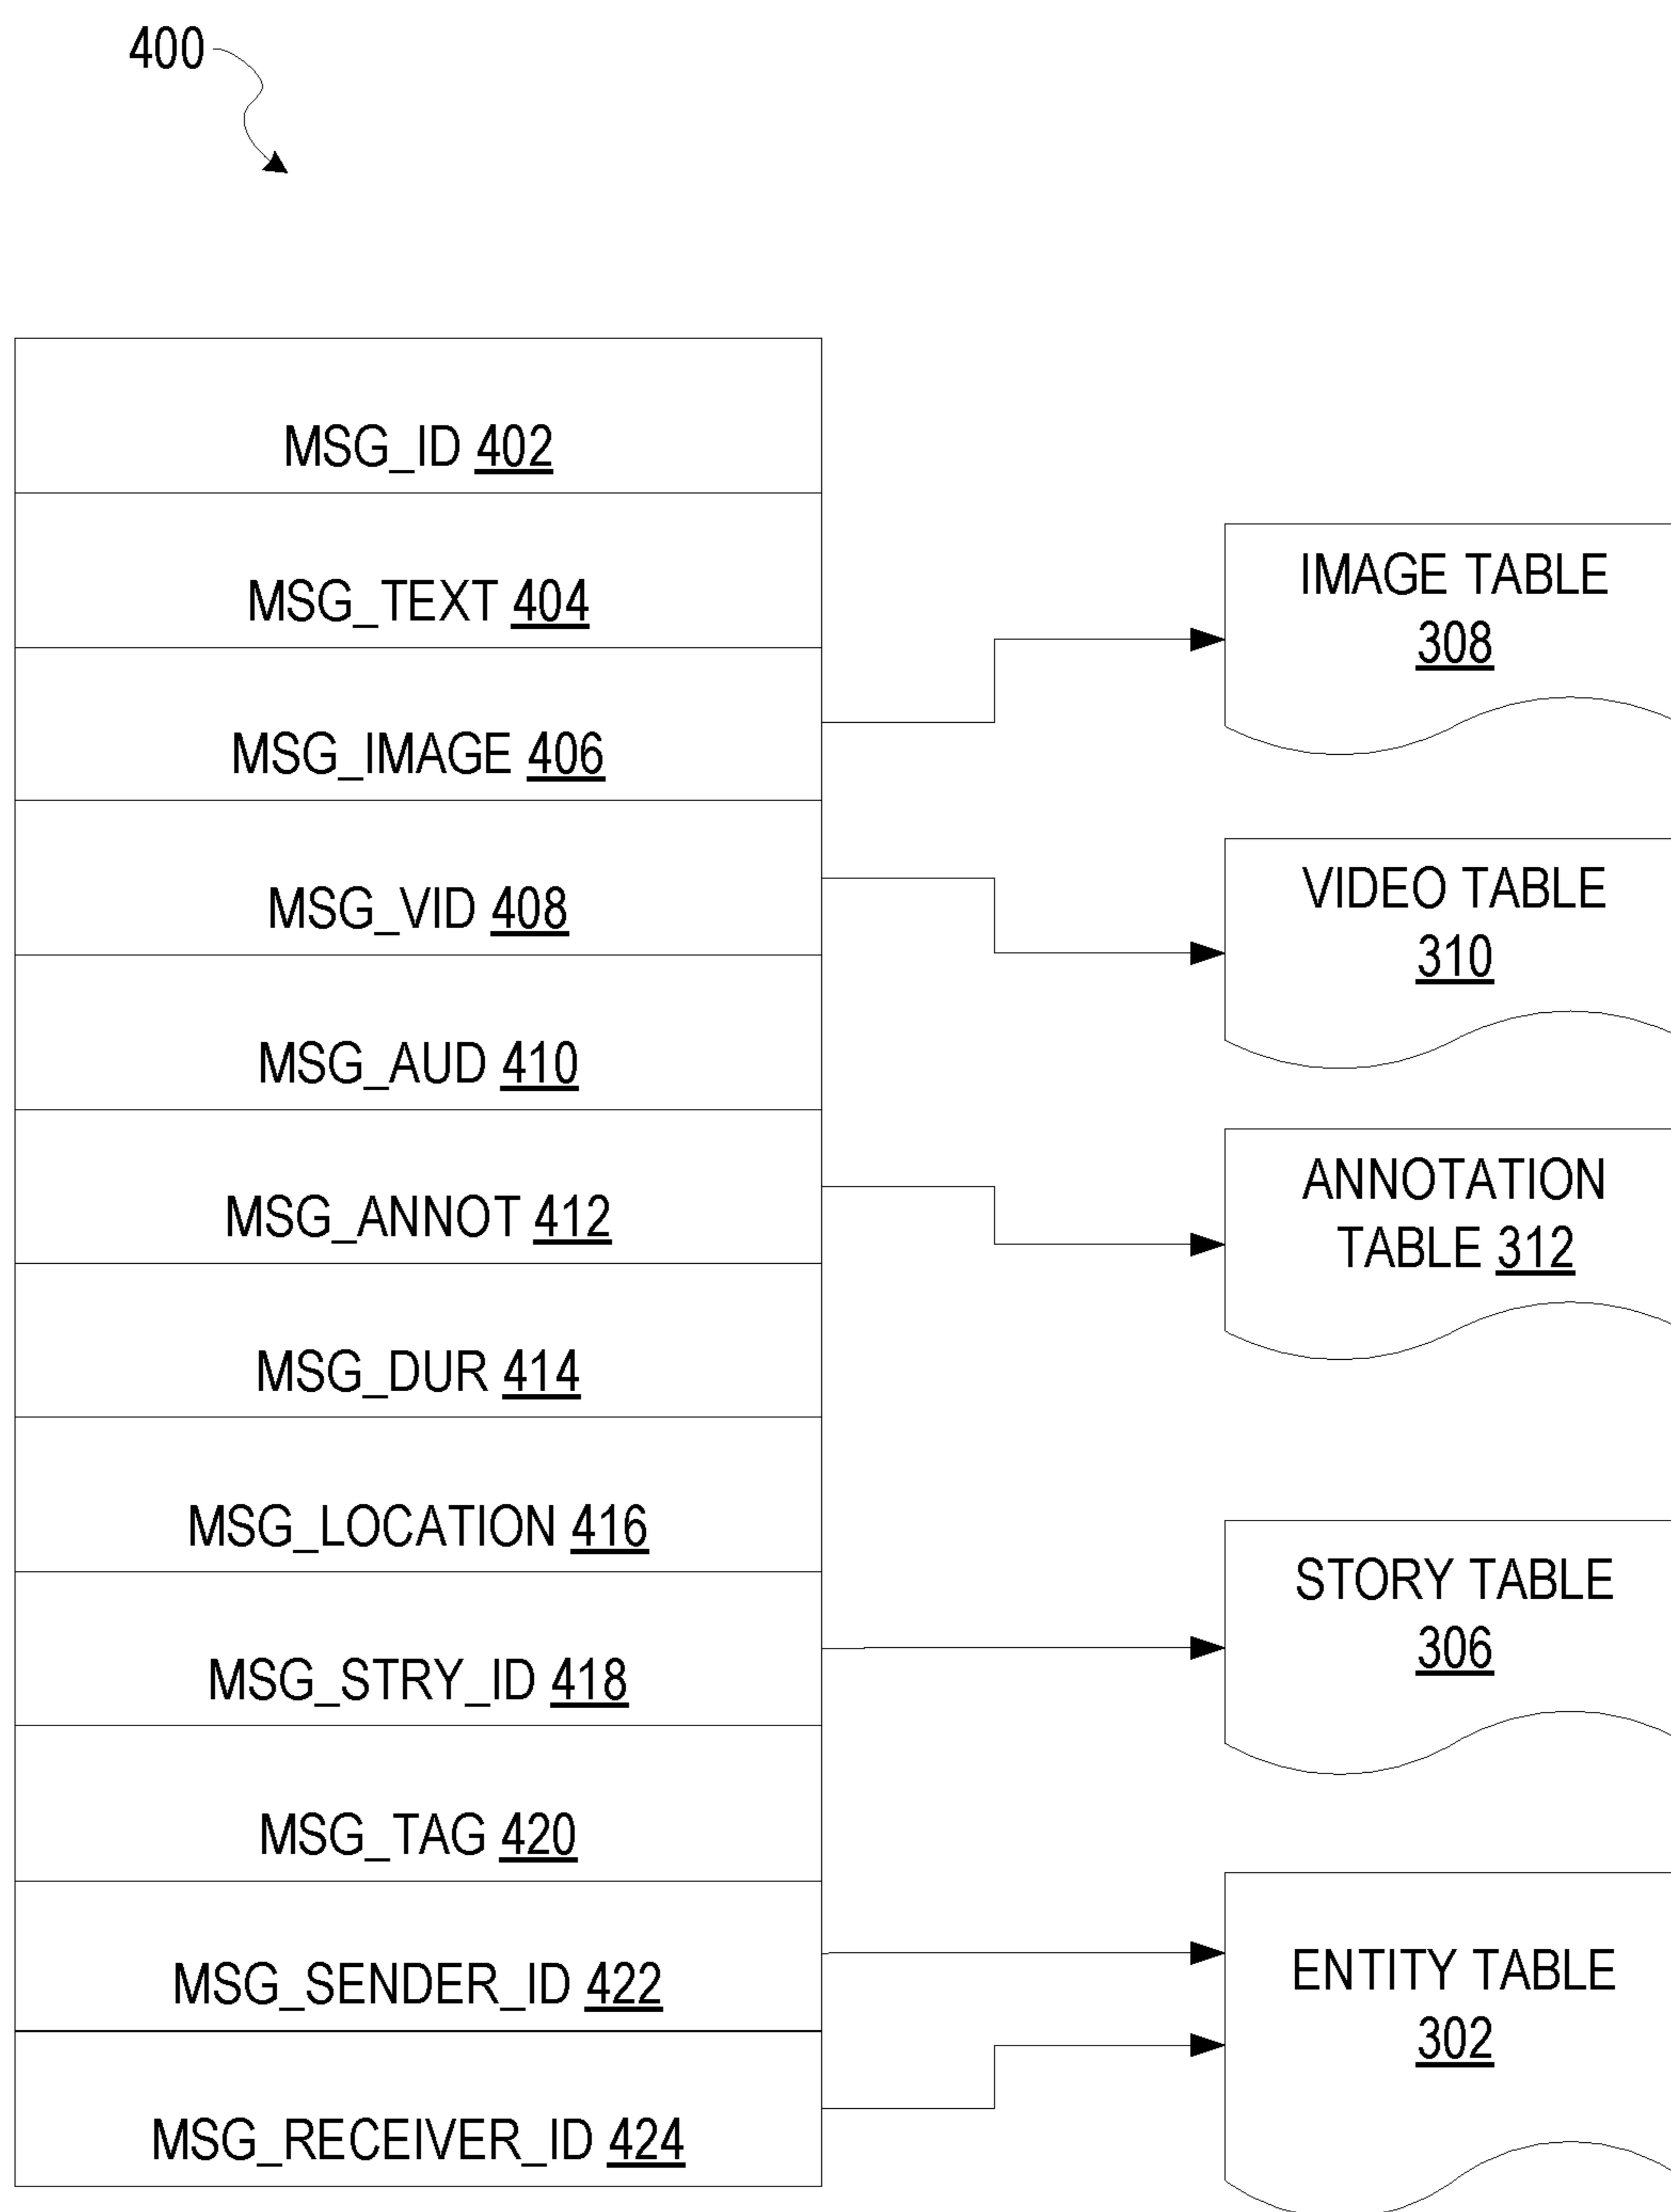 400
MSG_ID 402
MSG_TEXT 404
MSG_IMAGE 406
MSG_VID 408
MSG_AUD 410
MSG_ANNOT 412
MSG_DUR 414
MSG_LOCATION 416
MSG_STRY_ID 418
MSG_TAG 420
MSG_SENDER_ID 422
MSG_RECEIVER_ID 424
IMAGE TABLE
308
VIDEO TABLE
310
ANNOTATION
TABLE 312
STORY TABLE
306
ENTITY TABLE
302